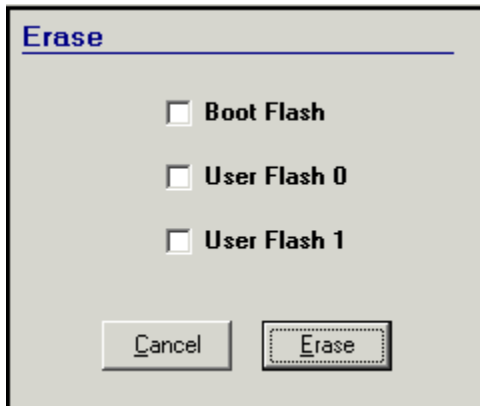 Erase
Boot Flash
User Flash 0
User Flash 1
Cancel Erase